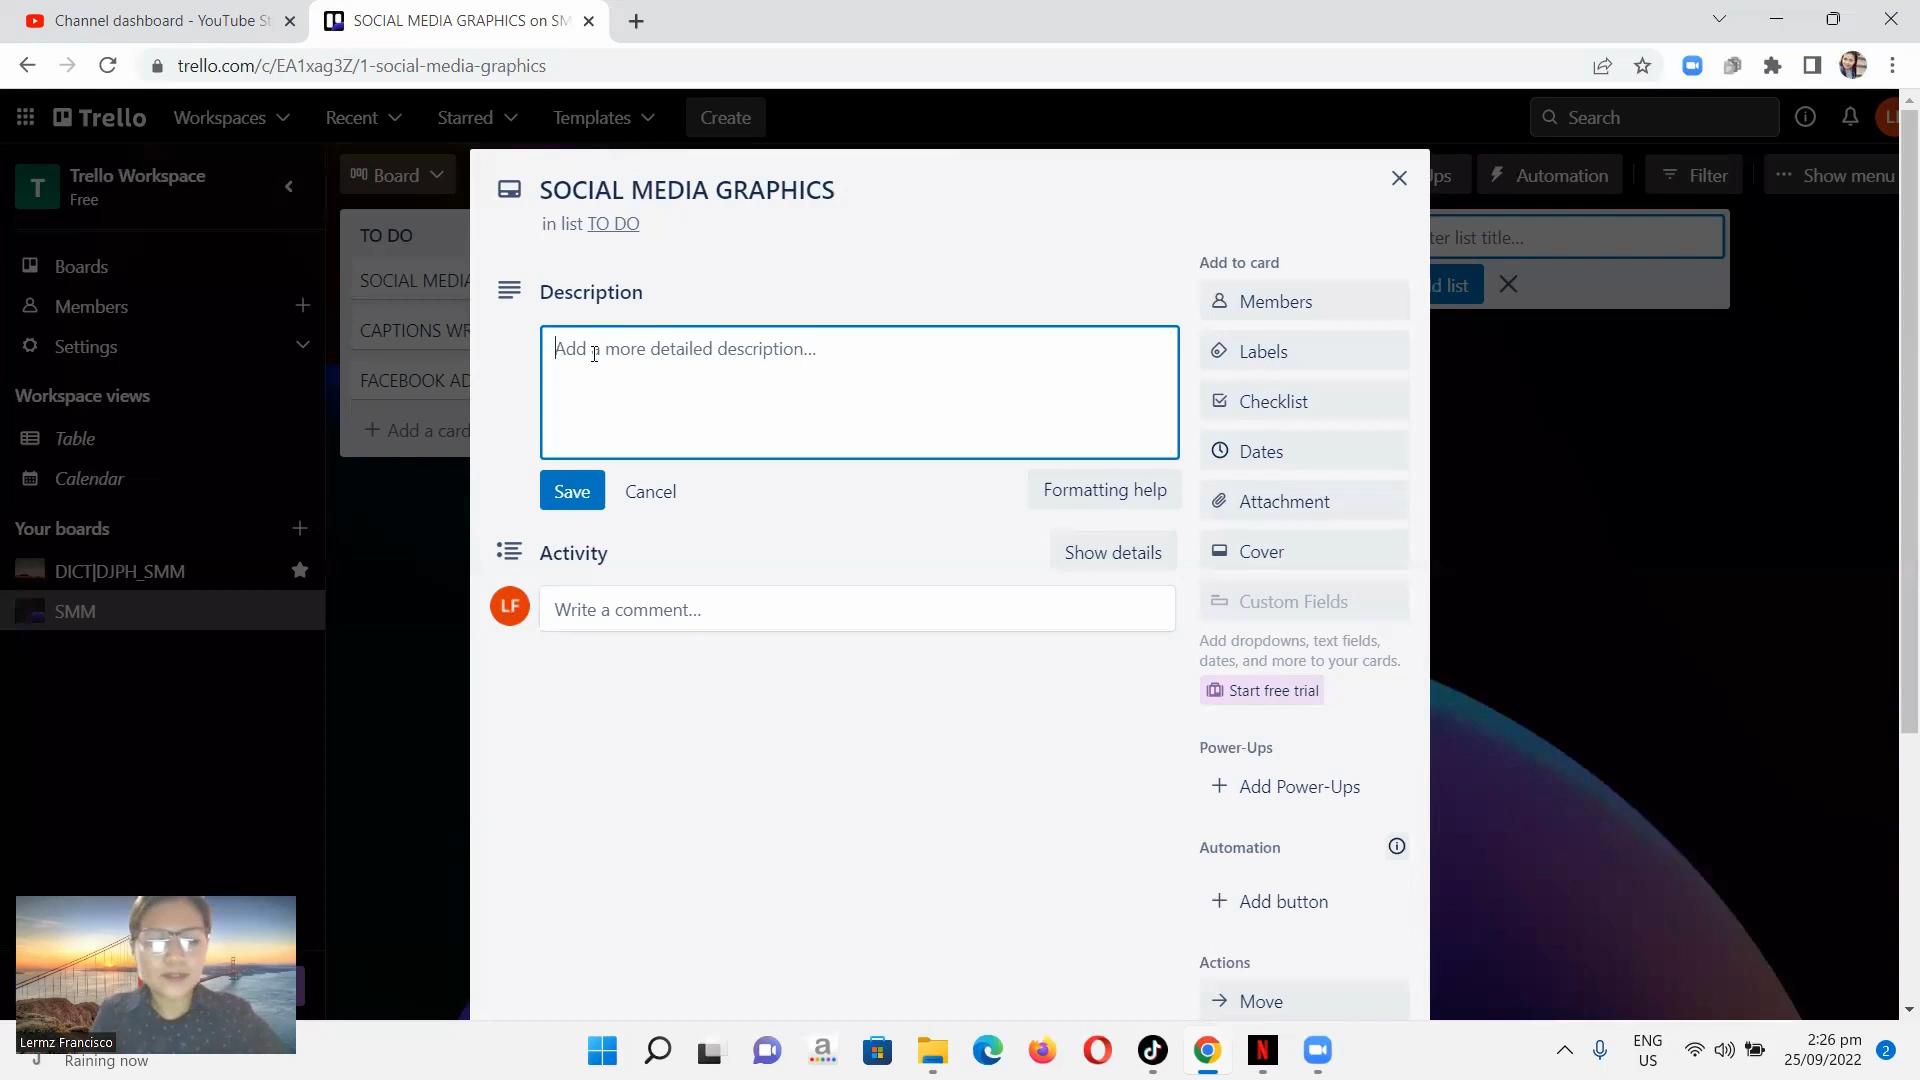 Channel dashboard - YouTube St
SOCIAL MEDIA GRAPHICS on SM
trello.com/c/EA1xag3Z/1-social-media-graphics
Trello
Workspaces
Recent
Starred
Templates
Create
Search
T
Trello Workspace
Free
Boards
Members
Settings
Workspace views
Table
Calendar
Your boards
DICT|DJPH_SMM
SMM
Board
Automation
Filter
Show menu
TO DO
SOCIAL MEDIA
CAPTIONS WR
FACEBOOK AD
+ Add a card
SOCIAL MEDIA GRAPHICS
in list TO DO
Description
Add a more detailed description...
Save
Cancel
Formatting help
Activity
Show details
LF
Write a comment...
Add to card
Members
Labels
Checklist
Dates
Attachment
Cover
Custom Fields
Add dropdowns, text fields,
dates, and more to your cards.
Start free trial
Power-Ups
+ Add Power-Ups
Automation
+ Add button
Actions
Move
ter list title...
d list
Lermz Francisco
Raining now
ENG
US
2:26 pm
25/09/2022
2